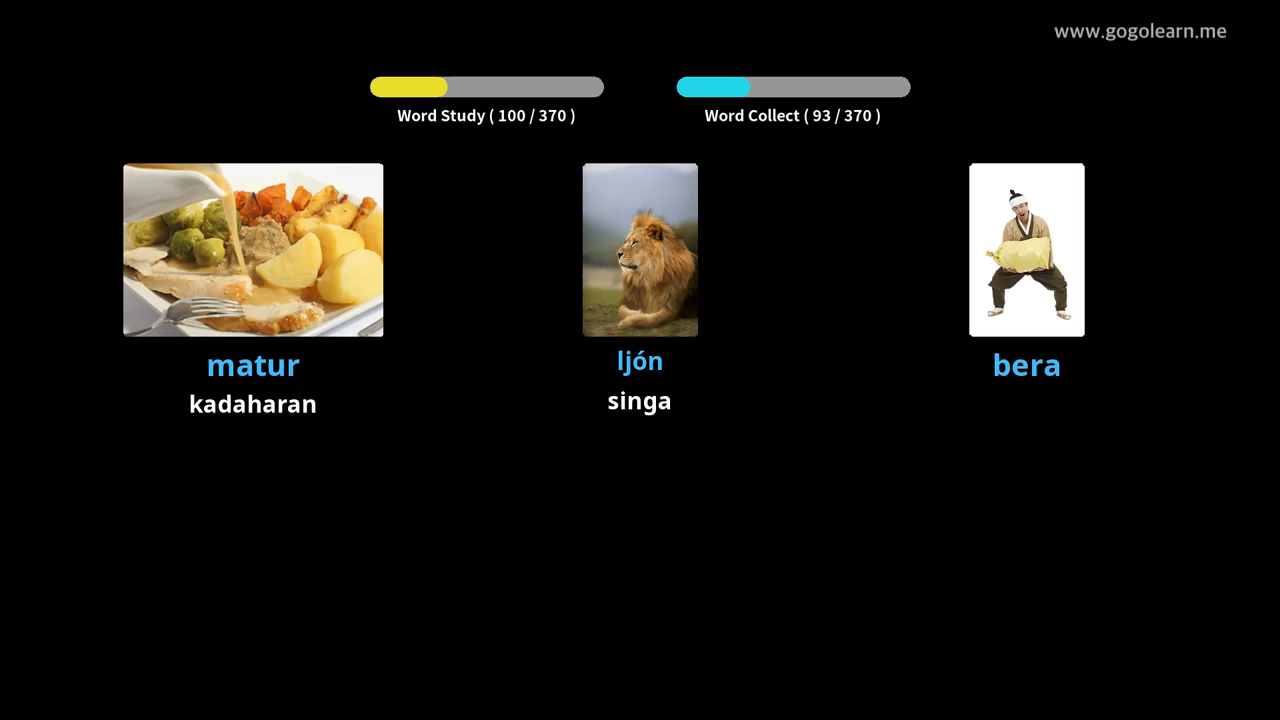 www.gogolearn.me
Word Study ( 100 / 370 )
Word Collect ( 93 / 370 )
matur
kadaharan
ljón
singa
bera